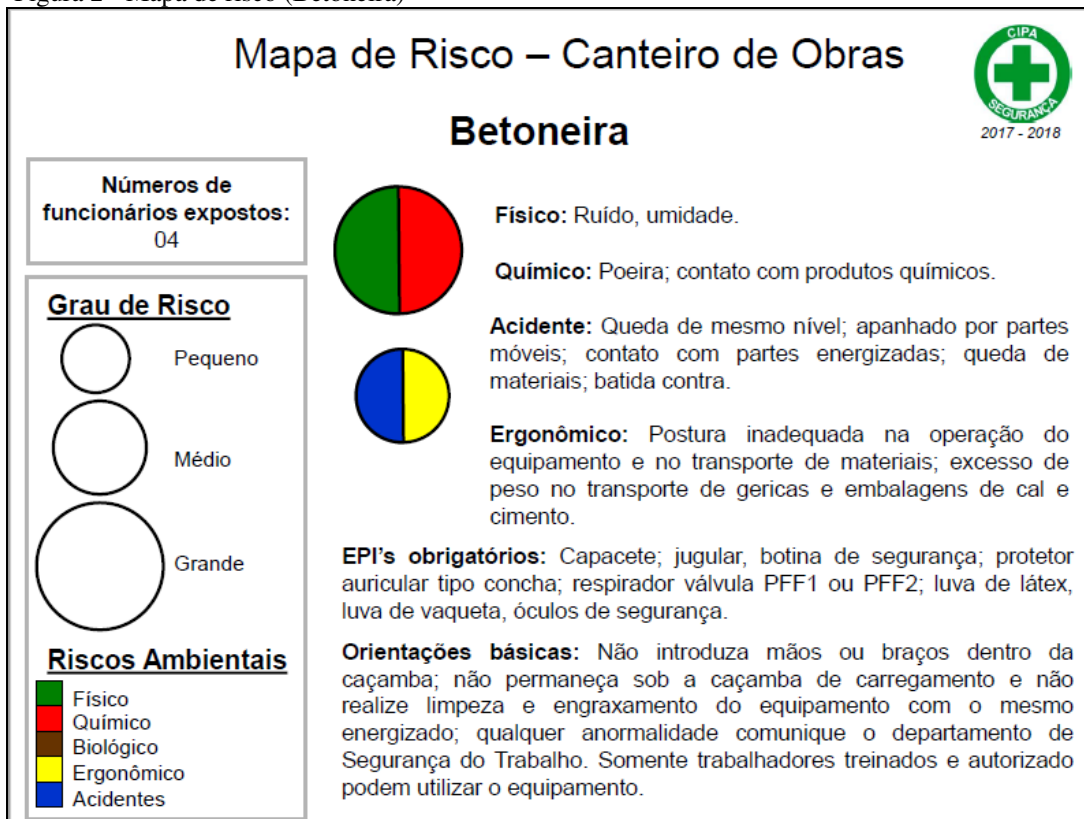 Figura 2 - Mapa de risco (Betoneira)
Mapa de Risco – Canteiro de Obras
CIPA
SEGURANÇA
2017 - 2018
Betoneira
Números de
funcionários expostos:
04
Grau de Risco
Pequeno
Médio
Grande
Riscos Ambientais
Físico
Químico
Biológico
Ergonômico
Acidentes
Físico: Ruído, umidade.
Químico: Poeira; contato com produtos químicos.
Acidente: Queda de mesmo nível; apanhado por partes
móveis; contato com partes energizadas; queda de
materiais; batida contra.
Ergonômico: Postura inadequada na operação do
equipamento e no transporte de materiais; excesso de
peso no transporte de gericas e embalagens de cal e
cimento.
EPI's obrigatórios: Capacete; jugular, botina de segurança; protetor
auricular tipo concha; respirador válvula PFF1 ou PFF2; luva de látex,
luva de vaqueta, óculos de segurança.
Orientações básicas: Não introduza mãos ou braços dentro da
caçamba; não permaneça sob a caçamba de carregamento e não
realize limpeza e engraxamento do equipamento com o mesmo
energizado; qualquer anormalidade comunique o departamento de
Segurança do Trabalho. Somente trabalhadores treinados e autorizado
podem utilizar o equipamento.